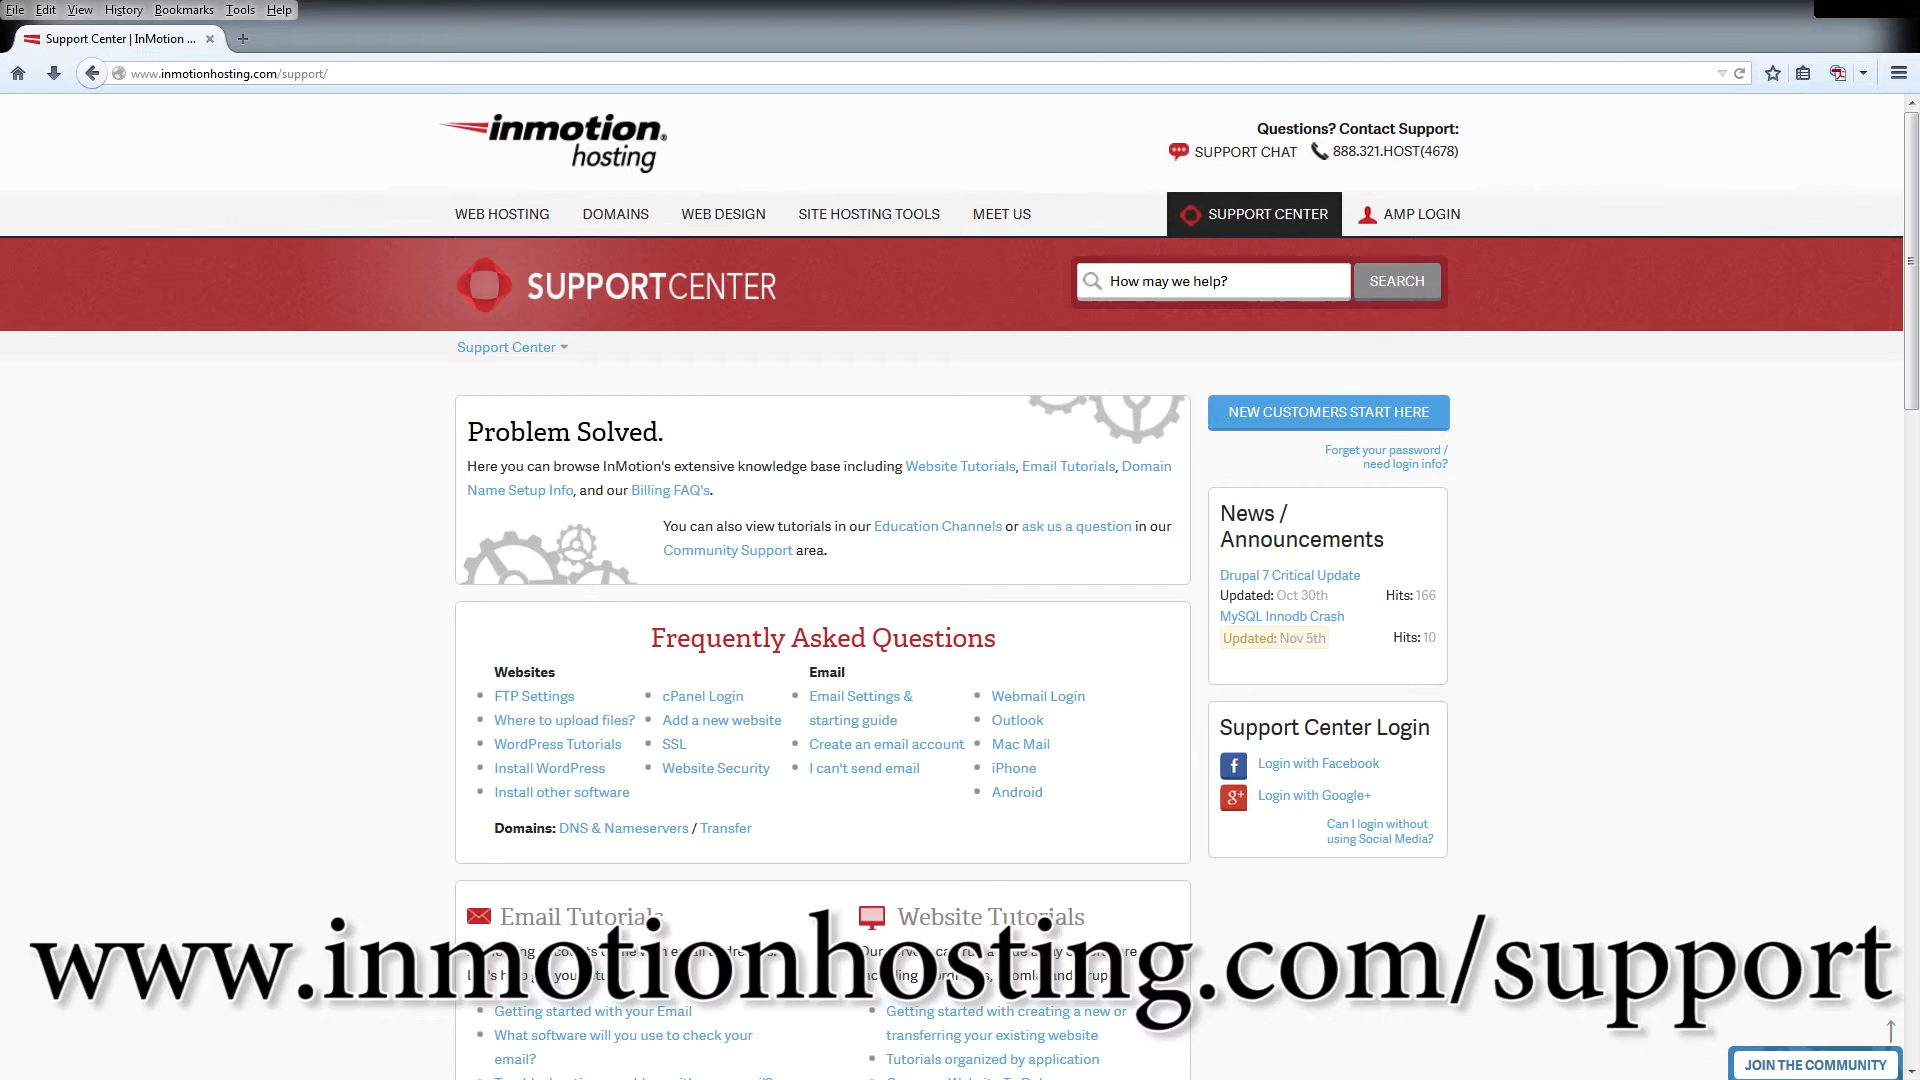 File Edit View History Bookmarks Tools Help
Support Center | InMotion ...
www.inmotionhosting.com/support/
inmotion®
hosting
Questions? Contact Support:
SUPPORT CHAT 888.321.HOST(4678)
WEB HOSTING DOMAINS WEB DESIGN SITE HOSTING TOOLS MEET US SUPPORT CENTER AMP LOGIN
SUPPORTCENTER
How may we help? SEARCH
Support Center
Problem Solved.
Here you can browse InMotion's extensive knowledge base including Website Tutorials, Email Tutorials, Domain
Name Setup Info, and our Billing FAQ's.
You can also view tutorials in our Education Channels or ask us a question in our
Community Support area.
NEW CUSTOMERS START HERE
Forget your password /
need login info?
News /
Announcements
Drupal 7 Critical Update
Updated: Oct 30th Hits: 166
MySQL Innodb Crash
Updated: Nov 5th Hits: 10
Frequently Asked Questions
Websites Email
FTP Settings cPanel Login Email Settings & Webmail Login
Where to upload files? Add a new website starting guide Outlook
WordPress Tutorials SSL Create an email account Mac Mail
Install WordPress Website Security I can't send email iPhone
Install other software Android
Domains: DNS & Nameservers / Transfer
Support Center Login
f Login with Facebook
g+ Login with Google+
Can I login without
using Social Media?
Email Tutorials Website Tutorials
www.inmotionhosting.com/support
Getting started with your Email
What software will you use to check your
email?
Getting started with creating a new or
transferring your existing website
Tutorials organized by application
JOIN THE COMMUNITY